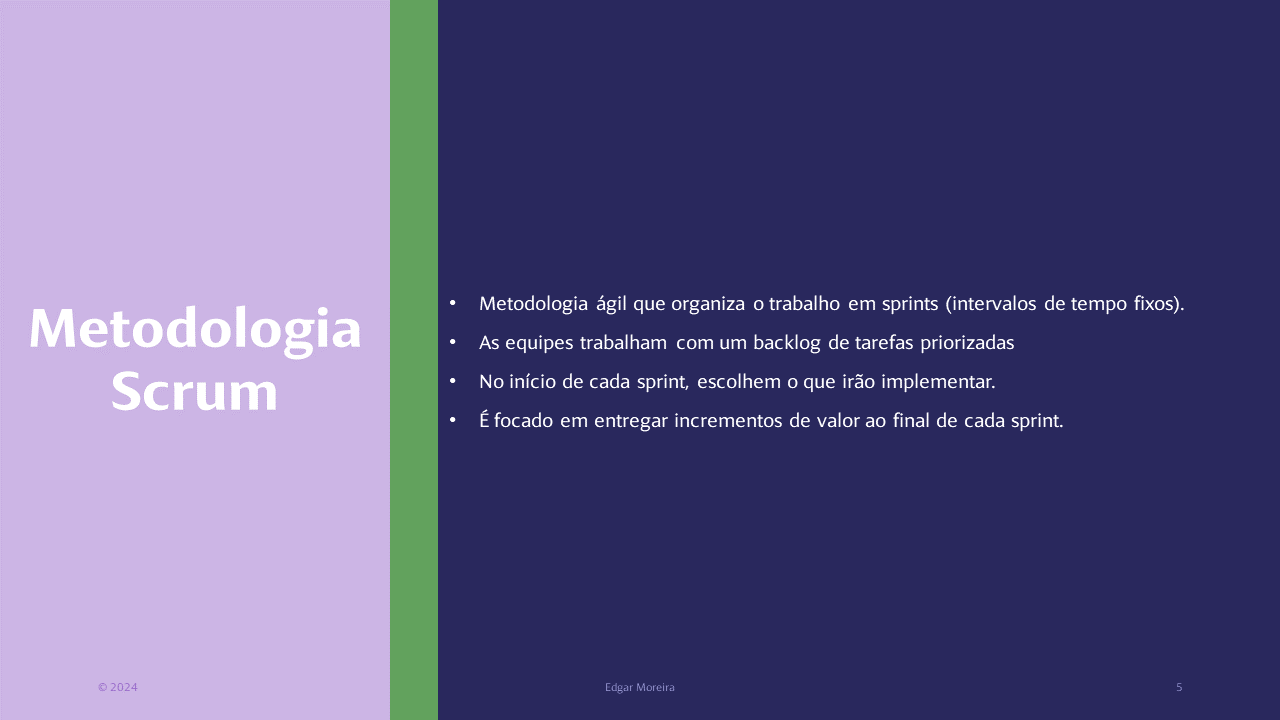 Metodologia
Scrum
• Metodologia ágil que organiza o trabalho em sprints (intervalos de tempo fixos).
• As equipes trabalham com um backlog de tarefas priorizadas
• No início de cada sprint, escolhem o que irão implementar.
• É focado em entregar incrementos de valor ao final de cada sprint.
© 2024
Edgar Moreira
5